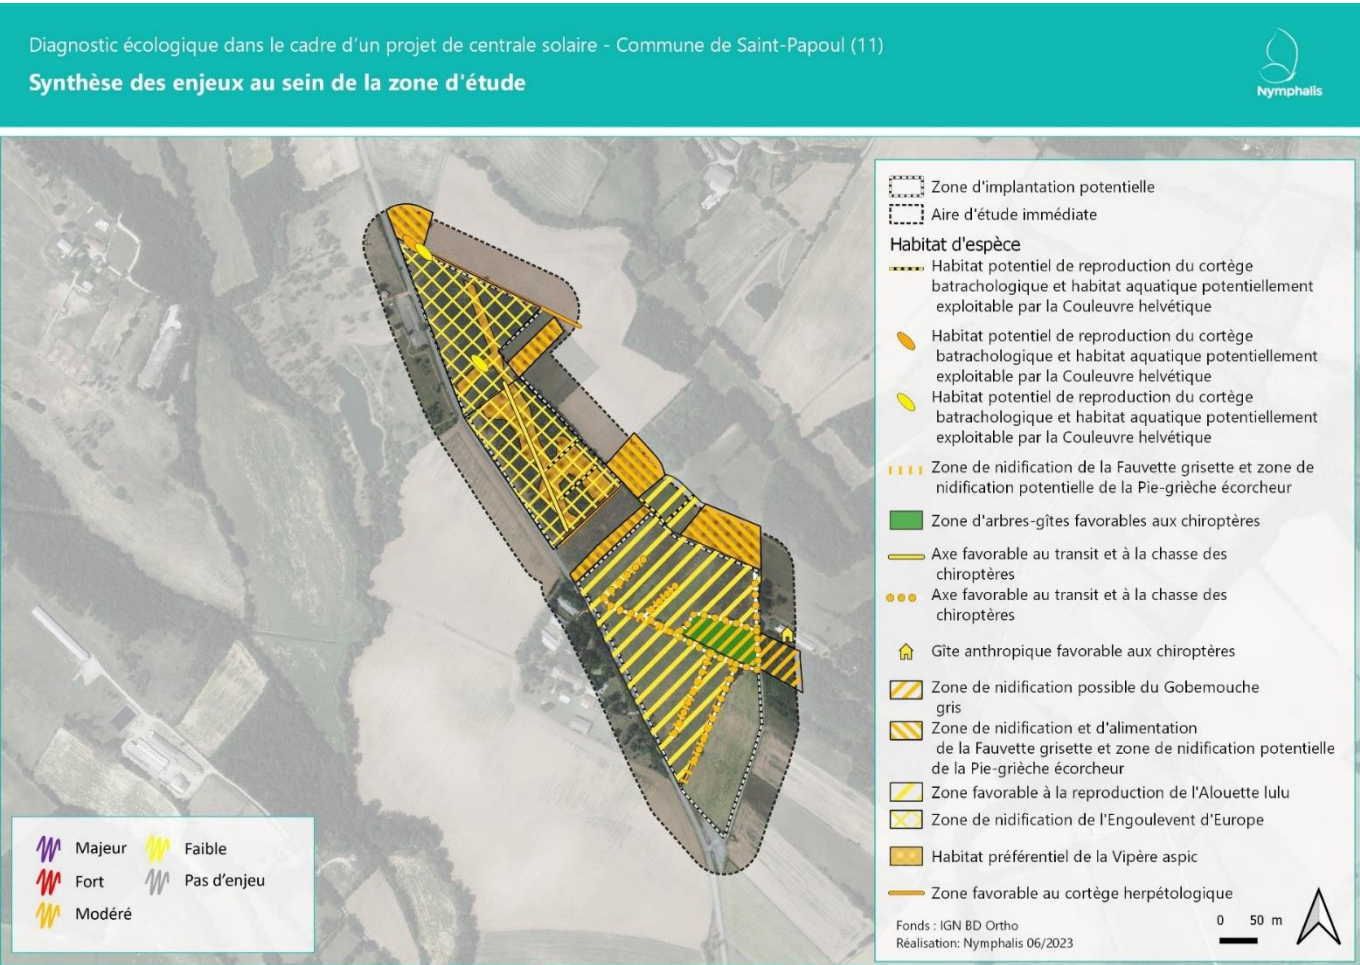 Diagnostic écologique dans le cadre d'un projet de centrale solaire - Commune de Saint-Papoul (11)
Synthèse des enjeux au sein de la zone d'étude
Nymphalis
Zone d'implantation potentielle
Aire d'étude immédiate
Habitat d'espèce
Habitat potentiel de reproduction du cortège
batrachologique et habitat aquatique potentiellement
exploitable par la Couleuvre helvétique
Habitat potentiel de reproduction du cortège
batrachologique et habitat aquatique potentiellement
exploitable par la Couleuvre helvétique
Habitat potentiel de reproduction du cortège
batrachologique et habitat aquatique potentiellement
exploitable par la Couleuvre helvétique
Zone de nidification de la Fauvette grisette et zone de
nidification potentielle de la Pie-grièche écorcheur
Zone d'arbres-gîtes favorables aux chiroptères
Axe favorable au transit et à la chasse des
chiroptères
Axe favorable au transit et à la chasse des
chiroptères
Gîte anthropique favorable aux chiroptères
Zone de nidification possible du Gobemouche
gris
Zone de nidification et d'alimentation
de la Fauvette grisette et zone de nidification potentielle
de la Pie-grièche écorcheur
Zone favorable à la reproduction de l'Alouette lulu
Zone de nidification de l'Engoulevent d'Europe
Habitat préférentiel de la Vipère aspic
Zone favorable au cortège herpétologique
Fonds : IGN BD Ortho
Réalisation: Nymphalis 06/2023
0 50 m
Majeur Faible
Fort Pas d'enjeu
Modéré